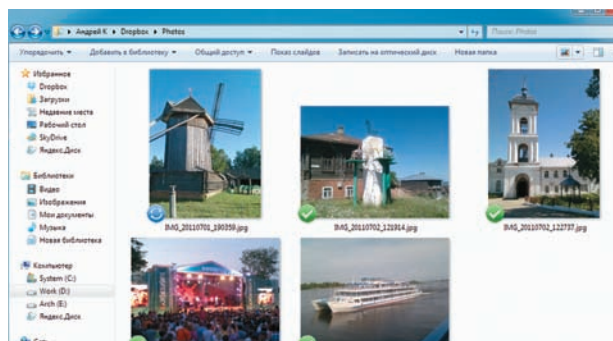 Андрей К ▸ Dropbox ▸ Photos
Поиск: Photos
Упорядочить
Добавить в библиотеку
Общий доступ
Показ слайдов
Записать на оптический диск
Новая папка
Избранное
Dropbox
Загрузки
Недавние места
Рабочий стол
SkyDrive
Яндекс.Диск
Библиотеки
Видео
Изображения
Мои документы
Музыка
Новая библиотека
Компьютер
System (C:)
Work (D:)
Arch (E:)
Яндекс.Диск
IMG_20110701_190359.jpg
IMG_20110702_121914.jpg
IMG_20110702_122737.jpg